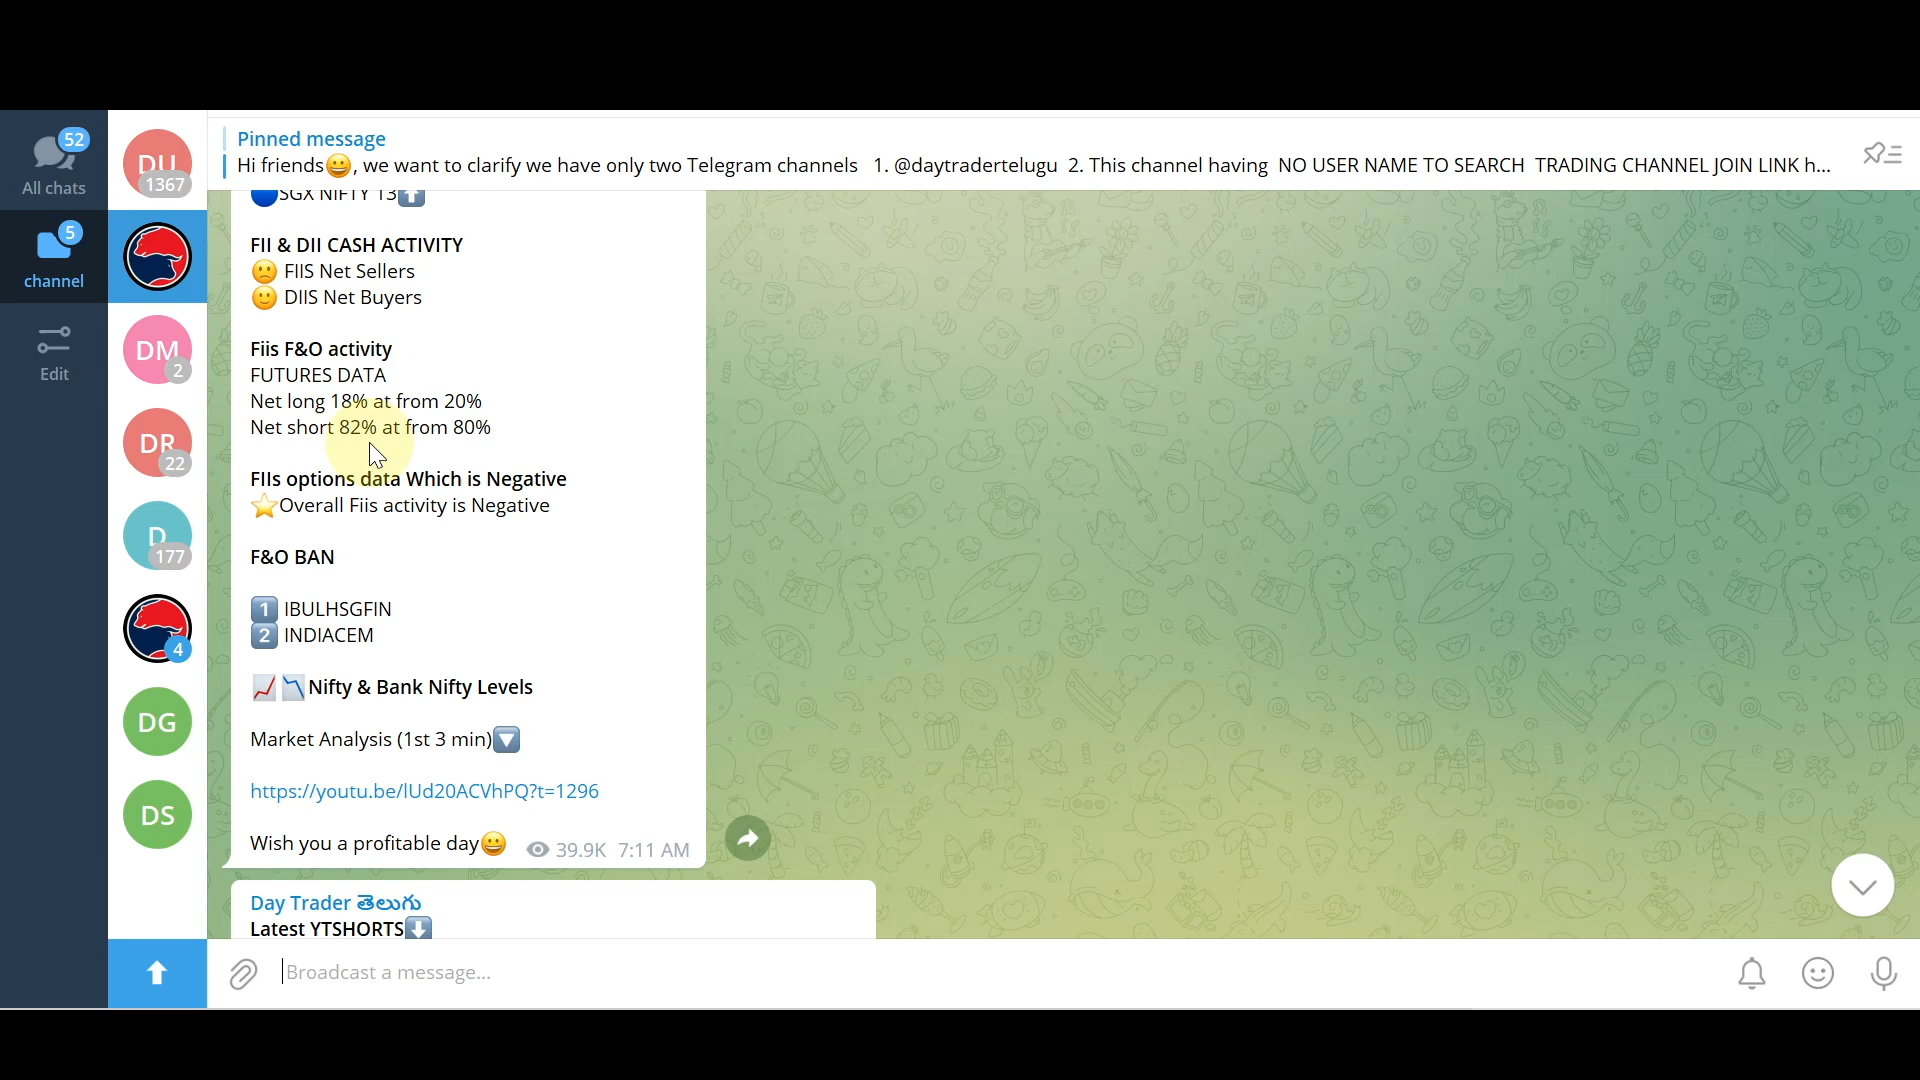 52
All chats
5
channel
Edit
DU
1367
DM
2
DR
22
D
177
4
DG
DS
Pinned message
Hi friends😀, we want to clarify we have only two Telegram channels 1. @daytradertelugu 2. This channel having NO USER NAME TO SEARCH TRADING CHANNEL JOIN LINK h...
🔵SGX NIFTY 13⬆️
FII & DII CASH ACTIVITY
🙁 FIIS Net Sellers
🙂 DIIS Net Buyers
Fiis F&O activity
FUTURES DATA
Net long 18% at from 20%
Net short 82% at from 80%
FIIs options data Which is Negative
⭐Overall Fiis activity is Negative
F&O BAN
1️⃣ IBULHSGFIN
2️⃣ INDIACEM
📈📉Nifty & Bank Nifty Levels
Market Analysis (1st 3 min)🔽
https://youtu.be/lUd20ACVhPQ?t=1296
Wish you a profitable day😀 39.9K 7:11 AM
Day Trader తెలుగు
Latest YTSHORTS⬇️
Broadcast a message...